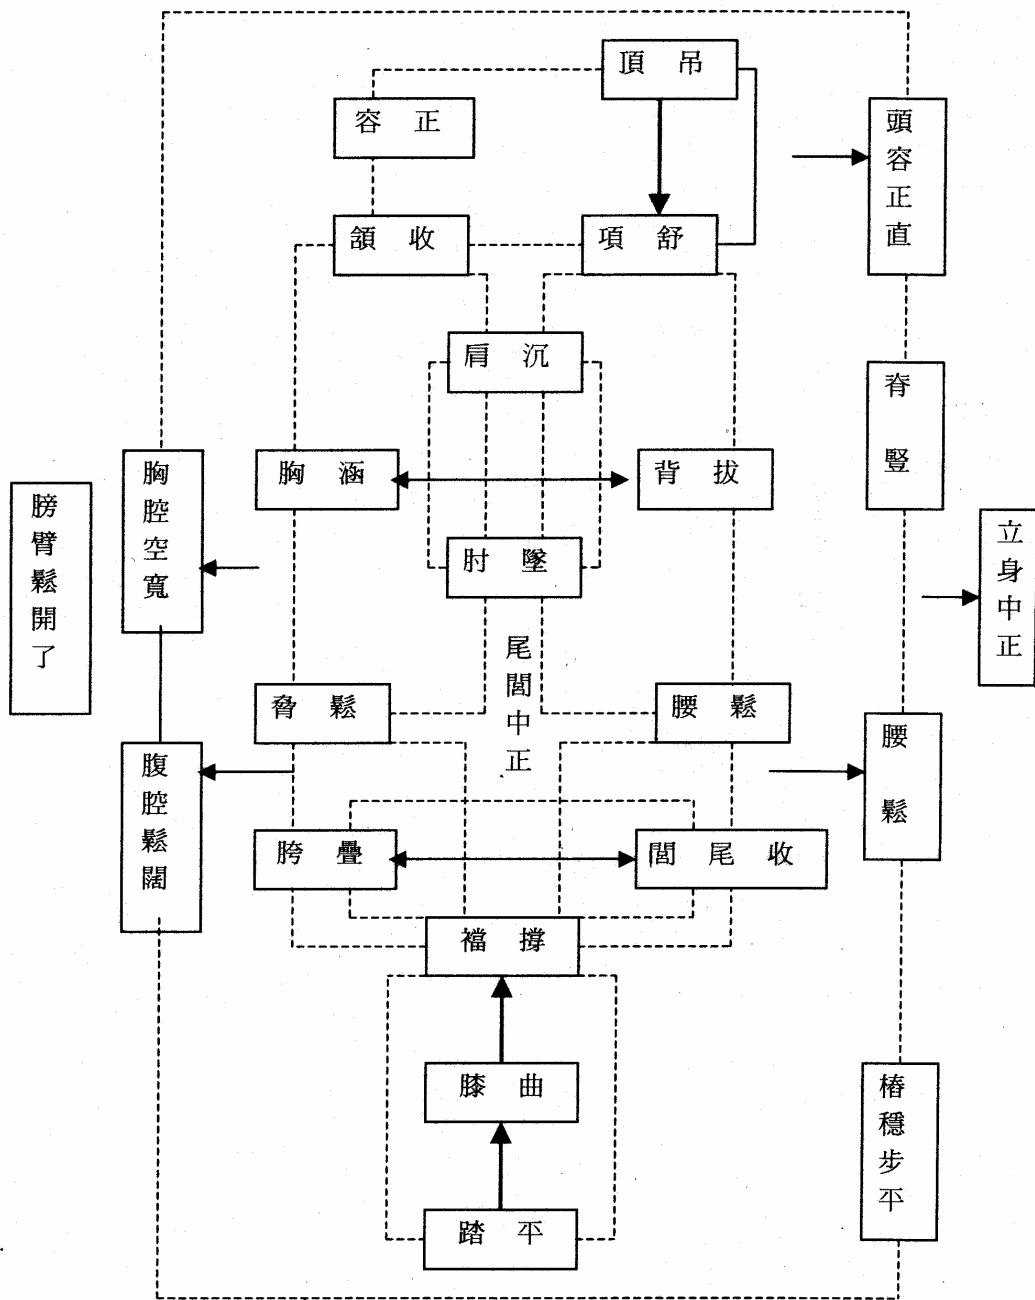 頂吊
容正
頭容正直
領收
項舒
肩沉
脊豎
胸涵
背拔
胸腔空寬
膀臂鬆開了
立身中正
肘墜
尾閭中正
脅鬆
腰鬆
腰鬆
腹腔鬆闊
胯疊
閭尾收
襠撐
膝曲
樁穩步平
踏平